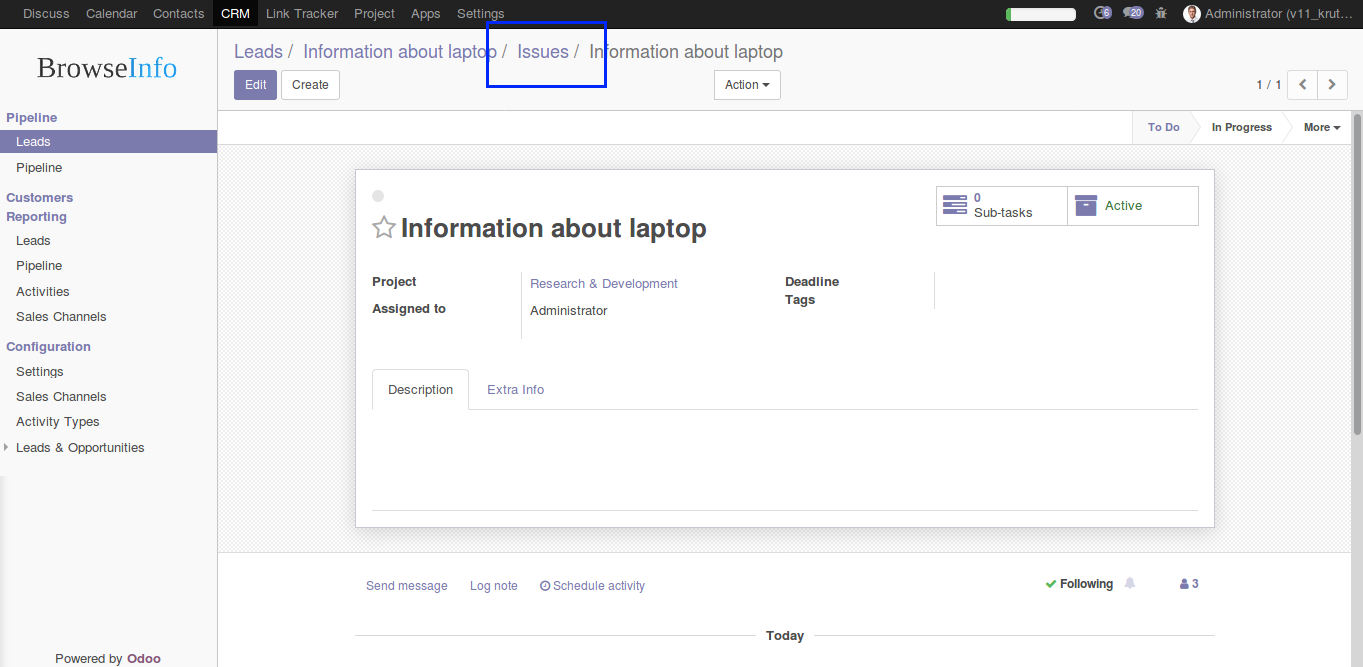 Discuss Calendar Contacts CRM Link Tracker Project Apps Settings 6 20 Administrator (v11_krut...
BrowseInfo
Leads / Information about laptop / Issues / Information about laptop
Edit Create Action 1 / 1
Pipeline
Leads
Pipeline
Customers
Reporting
Leads
Pipeline
Activities
Sales Channels
Configuration
Settings
Sales Channels
Activity Types
Leads & Opportunities
Powered by Odoo
To Do In Progress More
0
Sub-tasks
Active
Information about laptop
Project Research & Development
Assigned to Administrator
Deadline
Tags
Description Extra Info
Send message Log note Schedule activity Following 3
Today